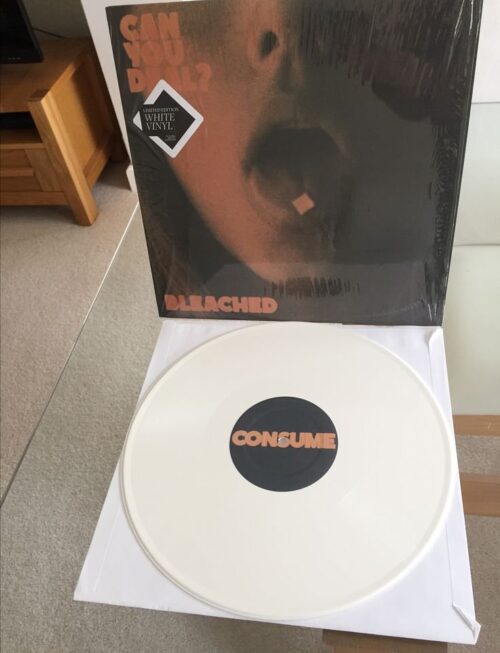 CAN
YOU
DEAL?
LIMITED EDITION
WHITE
VINYL
BLEACHED
CONSUME